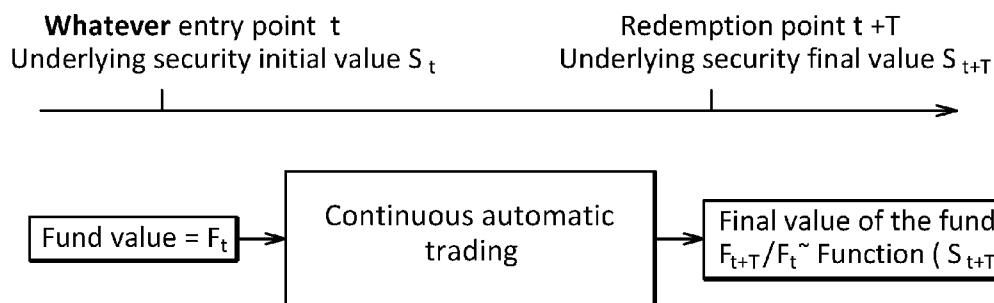 Whatever entry point t
Underlying security initial value S t
Redemption point t +T
Underlying security final value S t+T
Fund value = Ft
Continuous automatic
trading
Final value of the fund
Ft+T/Ft~ Function ( S t+T